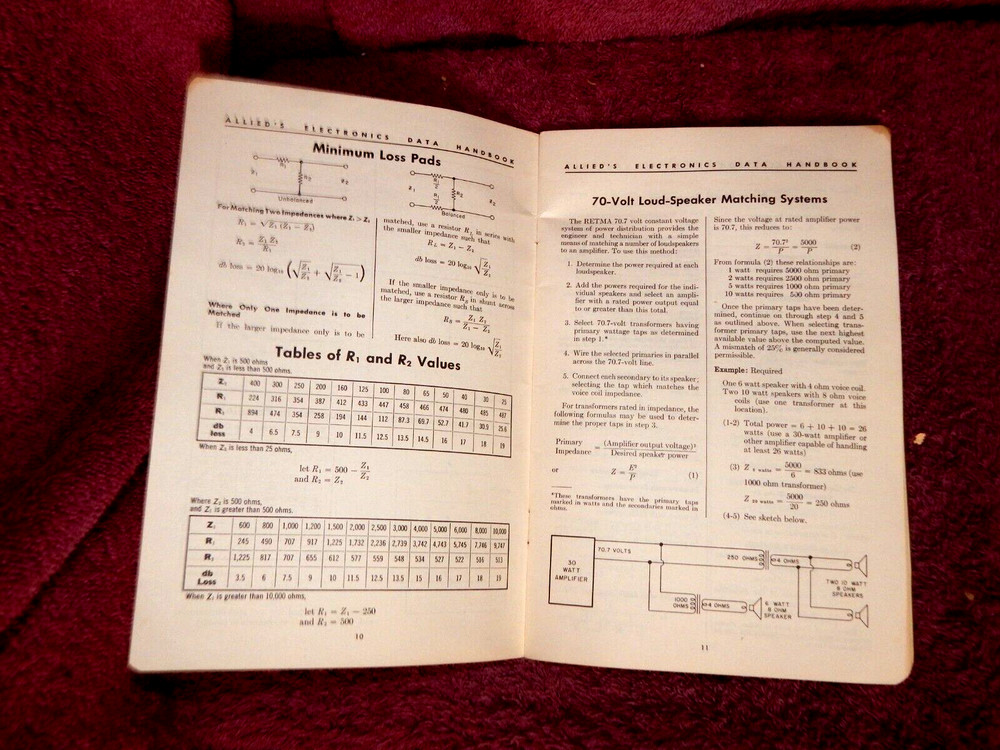 ALLIED'S ELECTRONICS DATA HANDBOOK
Minimum Loss Pads
R₁
R₂
Z₁
Z₂
Unbalanced
R₁/2
R₂
Z₁
Z₂
R₁/2
Balanced
For Matching Two Impedances where Z₁ > Z₂
R₁ = √Z₁ (Z₁ − Z₂)
R₂ = Z₁ Z₂ / R₁
db loss = 20 log₁₀ (√Z₁/Z₂ + √Z₁/Z₂ − 1)
Where Only One Impedance is to be
Matched
If the larger impedance only is to be
matched, use a resistor R_L in series with
the smaller impedance such that
R_L = Z₁ − Z₂
db loss = 20 log₁₀ √Z₁/Z₂
If the smaller impedance only is to be
matched, use a resistor R_S in shunt across
the larger impedance such that
R_S = Z₁ Z₂ / Z₁ − Z₂
Here also db loss = 20 log₁₀ √Z₁/Z₂
Tables of R₁ and R₂ Values
When Z₁ is 500 ohms
and Z₂ is less than 500 ohms.
Z₂ 400 300 250 200 160 125 100 80 65 50 40 30 25
R₁ 224 316 354 387 412 433 447 458 466 474 480 485 487
R₂ 894 474 354 258 194 144 112 87.3 69.7 52.7 41.7 30.9 25.6
db loss 4 6.5 7.5 9 10 11.5 12.5 13.5 14.5 16 17 18 19
When Z₂ is less than 25 ohms,
let R₁ = 500 − Z₂/2
and R₂ = Z₂
Where Z₂ is 500 ohms,
and Z₁ is greater than 500 ohms.
Z₁ 600 800 1,000 1,200 1,500 2,000 2,500 3,000 4,000 5,000 6,000 8,000 10,000
R₁ 245 490 707 917 1,225 1,732 2,236 2,739 3,742 4,743 5,745 7,746 9,747
R₂ 1,225 817 707 655 612 577 559 548 534 527 522 516 513
db Loss 3.5 6 7.5 9 10 11.5 12.5 13.5 15 16 17 18 19
When Z₁ is greater than 10,000 ohms,
let R₁ = Z₁ − 250
and R₂ = 500
10
ALLIED'S ELECTRONICS DATA HANDBOOK
70-Volt Loud-Speaker Matching Systems
The RETMA 70.7 volt constant voltage
system of power distribution provides the
engineer and technician with a simple
means of matching a number of loudspeakers
to an amplifier. To use this method:
1. Determine the power required at each
loudspeaker.
2. Add the powers required for the indi-
vidual speakers and select an ampli-
fier with a rated power output equal
to or greater than this total.
3. Select 70.7-volt transformers having
primary wattage taps as determined
in step 1.*
4. Wire the selected primaries in parallel
across the 70.7-volt line.
5. Connect each secondary to its speaker,
selecting the tap which matches the
voice coil impedance.
For transformers rated in impedance, the
following formulas may be used to deter-
mine the proper taps in step 3.
Primary Impedance = (Amplifier output voltage)² / Desired speaker power
or Z = E²/P (1)
*These transformers have the primary taps
marked in watts and the secondaries marked in
ohms.
Since the voltage at rated amplifier power
is 70.7, this reduces to:
Z = 70.7²/P = 5000/P (2)
From formula (2) these relationships are:
1 watt requires 5000 ohm primary
2 watts requires 2500 ohm primary
5 watts requires 1000 ohm primary
10 watts requires 500 ohm primary
Once the primary taps have been deter-
mined, continue on through step 4 and 5
as outlined above. When selecting trans-
former primary taps, use the next highest
available value above the computed value.
A mismatch of 25% is generally considered
permissible.
Example: Required
One 6 watt speaker with 4 ohm voice coil.
Two 10 watt speakers with 8 ohm voice
coils (use one transformer at this
location).
(1-2) Total power = 6 + 10 + 10 = 26
watts (use a 30-watt amplifier or
other amplifier capable of handling
at least 26 watts)
(3) Z 6 watts = 5000/6 = 833 ohms (use
1000 ohm transformer)
Z 20 watts = 5000/20 = 250 ohms
(4-5) See sketch below.
30
WATT
AMPLIFIER
70.7 VOLTS
250 OHMS
4 OHMS
TWO 10 WATT
8 OHM
SPEAKERS
1000
OHMS
4 OHMS
6 WATT
8 OHM
SPEAKER
11